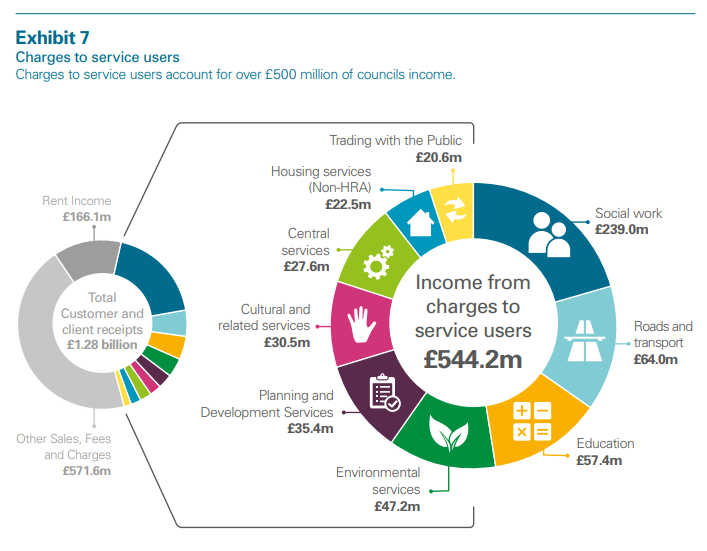 Exhibit 7
Charges to service users
Charges to service users account for over £500 million of councils income.
Trading with the Public
£20.6m
Housing services
(Non-HRA)
£22.5m
Rent Income
£166.1m
Social work
£239.0m
Central
services
£27.6m
Total
Customer and
client receipts
£1.28 billion
Income from
charges to
service users
£544.2m
Cultural and
related services
£30.5m
Roads and
transport
£64.0m
Planning and
Development Services
£35.4m
Other Sales, Fees
and Charges
£571.6m
Education
£57.4m
Environmental
services
£47.2m